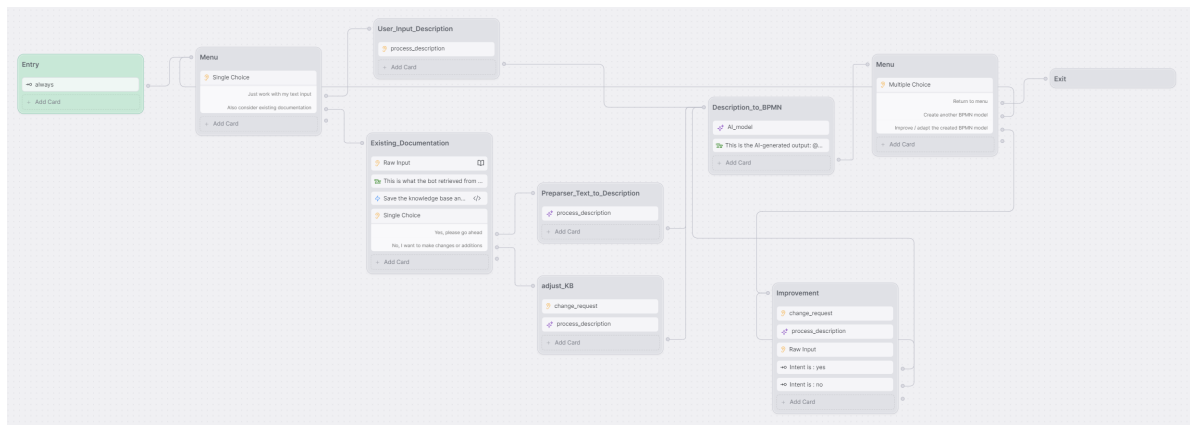 Entry
always
+ Add Card
Menu
Single Choice
Just work with my text input
Also consider existing documentation
+ Add Card
User_Input_Description
process_description
+ Add Card
Existing_Documentation
Raw Input
This is what the bot retrieved from ...
Save the knowledge base an...
Single Choice
Yes, please go ahead
No, I want to make changes or additions
+ Add Card
Preparser_Text_to_Description
process_description
+ Add Card
adjust_KB
change_request
process_description
+ Add Card
Description_to_BPMN
AI_model
This is the AI-generated output: @...
+ Add Card
Menu
Multiple Choice
Return to menu
Create another BPMN model
Improve / adapt the created BPMN model
+ Add Card
Exit
Improvement
change_request
process_description
Raw Input
Intent is : yes
Intent is : no
+ Add Card